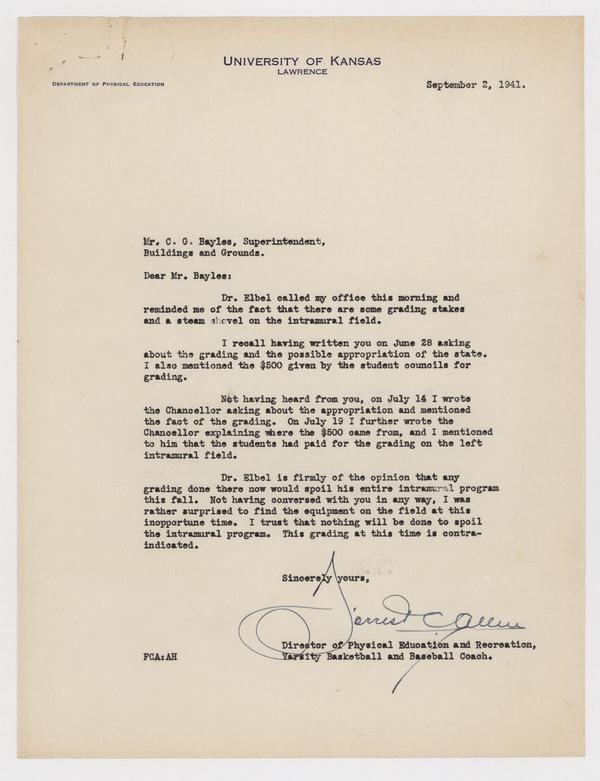 UNIVERSITY OF KANSAS
LAWRENCE
DEPARTMENT OF PHYSICAL EDUCATION
September 2, 1941.
Mr. C. G. Bayles, Superintendent,
Buildings and Grounds.
Dear Mr. Bayles:
Dr. Elbel called my office this morning and
reminded me of the fact that there are some grading stakes
and a steam shovel on the intramural field.
I recall having written you on June 28 asking
about the grading and the possible appropriation of the state.
I also mentioned the $500 given by the student councils for
grading.
Not having heard from you, on July 14 I wrote
the Chancellor asking about the appropriation and mentioned
the fact of the grading. On July 19 I further wrote the
Chancellor explaining where the $500 came from, and I mentioned
to him that the students had paid for the grading on the left
intramural field.
Dr. Elbel is firmly of the opinion that any
grading done there now would spoil his entire intramural program
this fall. Not having conversed with you in any way, I was
rather surprised to find the equipment on the field at this
inopportune time. I trust that nothing will be done to spoil
the intramural program. This grading at this time is contra-
indicated.
Sincerely yours,
Forrest C Allen
Director of Physical Education and Recreation,
FCA:AH Varsity Basketball and Baseball Coach.